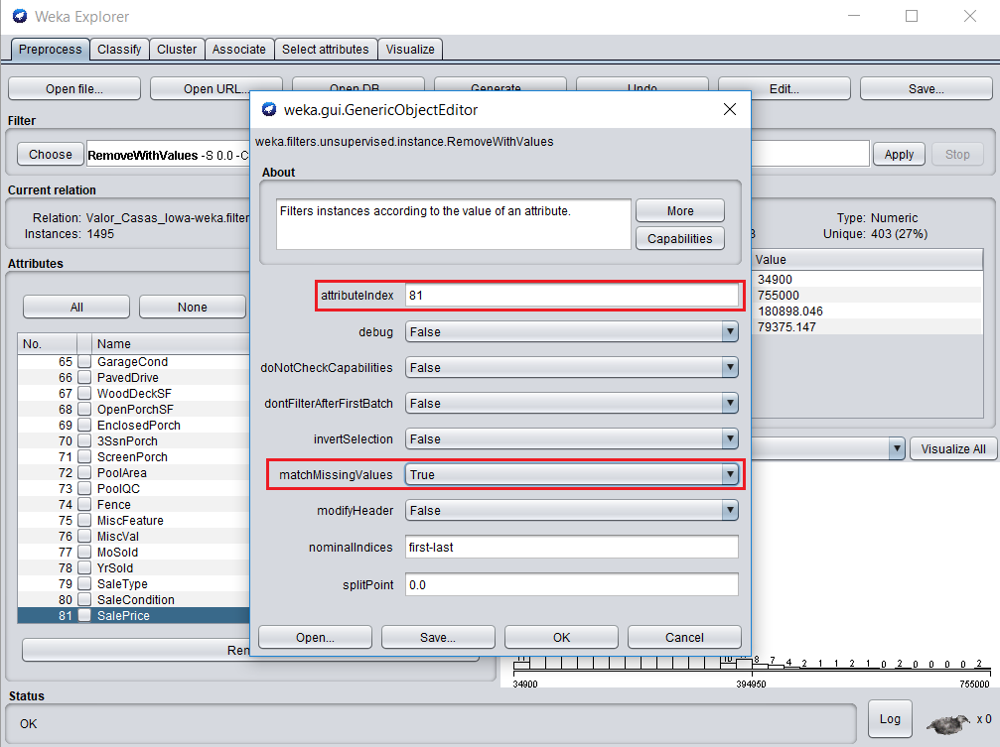 Weka Explorer
Preprocess Classify Cluster Associate Select attributes Visualize
Open file... Open URL... Open DB Generate Undo Edit... Save...
Filter
Choose RemoveWithValues -S 0.0 -C Apply Stop
Current relation
Relation: Valor_Casas_Iowa-weka.filter
Instances: 1495
Type: Numeric
Unique: 403 (27%)
Attributes
All None
No. Name
65 GarageCond
66 PavedDrive
67 WoodDeckSF
68 OpenPorchSF
69 EnclosedPorch
70 3SsnPorch
71 ScreenPorch
72 PoolArea
73 PoolQC
74 Fence
75 MiscFeature
76 MiscVal
77 MoSold
78 YrSold
79 SaleType
80 SaleCondition
81 SalePrice
Rem
weka.gui.GenericObjectEditor
weka.filters.unsupervised.instance.RemoveWithValues
About
Filters instances according to the value of an attribute.
More
Capabilities
attributeIndex 81
debug False
doNotCheckCapabilities False
dontFilterAfterFirstBatch False
invertSelection False
matchMissingValues True
modifyHeader False
nominalIndices first-last
splitPoint 0.0
Open... Save... OK Cancel
Value
34900
755000
180898.046
79375.147
Visualize All
8 7 4 2 1 1 2 1 0 2 0 0 0 0 2
34900 394950 755000
Status
OK
Log x 0